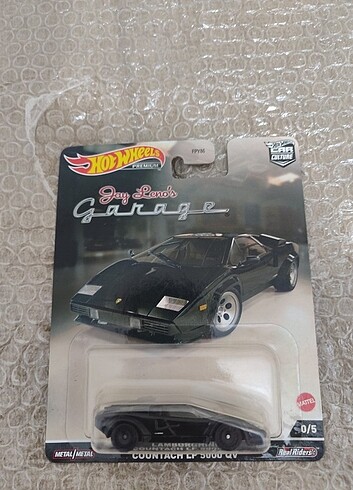 Hot Wheels
PREMIUM
FPY86
CAR
CULTURE
Jay Leno's
Garage
MATTEL
0/5
LAMBORGHINI
COUNTACH LP 5000 QV
METAL/METAL
Real Riders